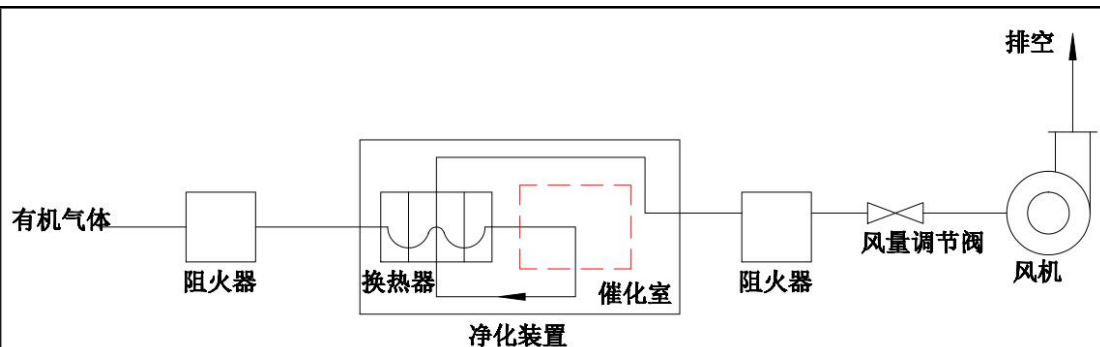 排空
有机气体
阻火器
换热器
催化室
净化装置
阻火器
风量调节阀
风机